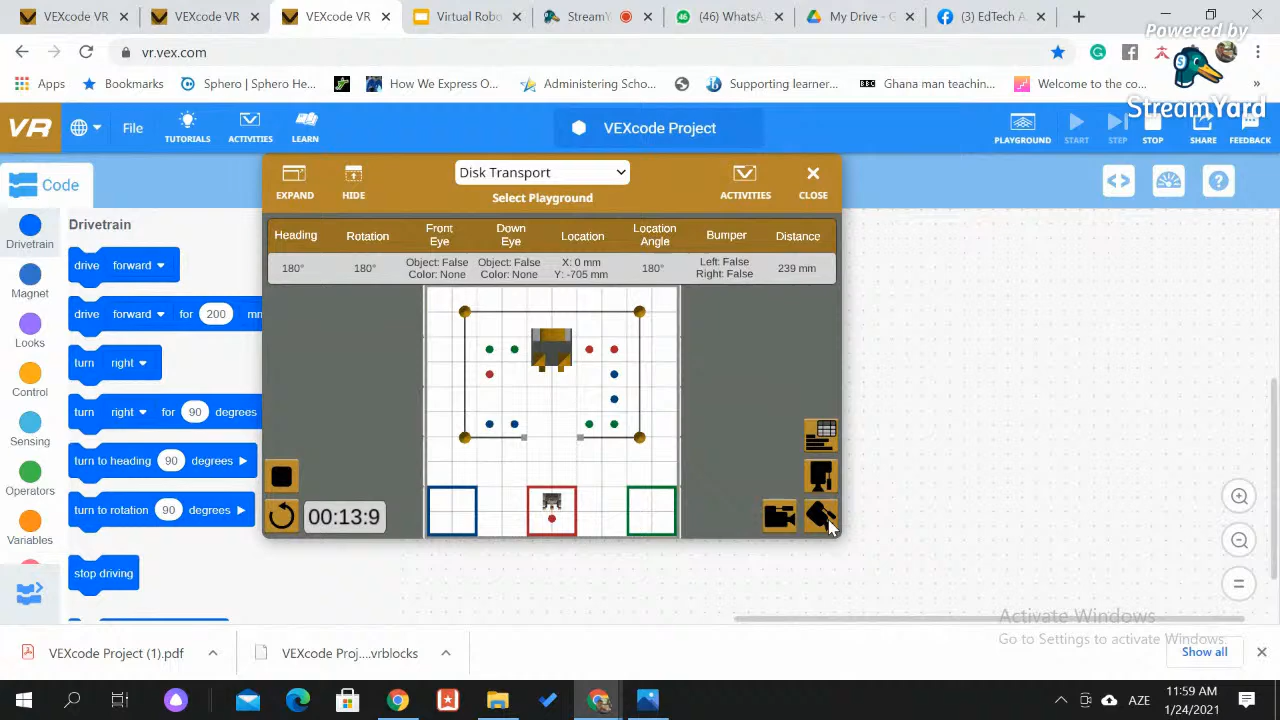 VEXcode VR
VEXcode VR
VEXcode VR
Virtual Robo
StreamY
(46) WhatsA
My Drive - G
(3) EdTech A
Powered by
vr.vex.com
Apps
Bookmarks
Sphero | Sphero He...
How We Express O...
Administering Scho...
Supporting learner...
BBC
Ghana man teachin...
Welcome to the co...
StreamYard
VR
File
TUTORIALS
ACTIVITIES
LEARN
VEXcode Project
PLAYGROUND
START
STEP
STOP
SHARE
FEEDBACK
Code
EXPAND
HIDE
Disk Transport
Select Playground
ACTIVITIES
CLOSE
Drivetrain
Magnet
Looks
Control
Sensing
Operators
Variables
Drivetrain
drive forward
drive forward for 200 mm
turn right
turn right for 90 degrees
turn to heading 90 degrees
turn to rotation 90 degrees
stop driving
Heading
Rotation
Front Eye
Down Eye
Location
Location Angle
Bumper
Distance
180°
180°
Object: False
Color: None
Object: False
Color: None
X: 0 mm
Y: -705 mm
180°
Left: False
Right: False
239 mm
00:13:9
Activate Windows
Go to Settings to activate Windows.
VEXcode Project (1).pdf
VEXcode Proj....vrblocks
Show all
AZE
11:59 AM
1/24/2021